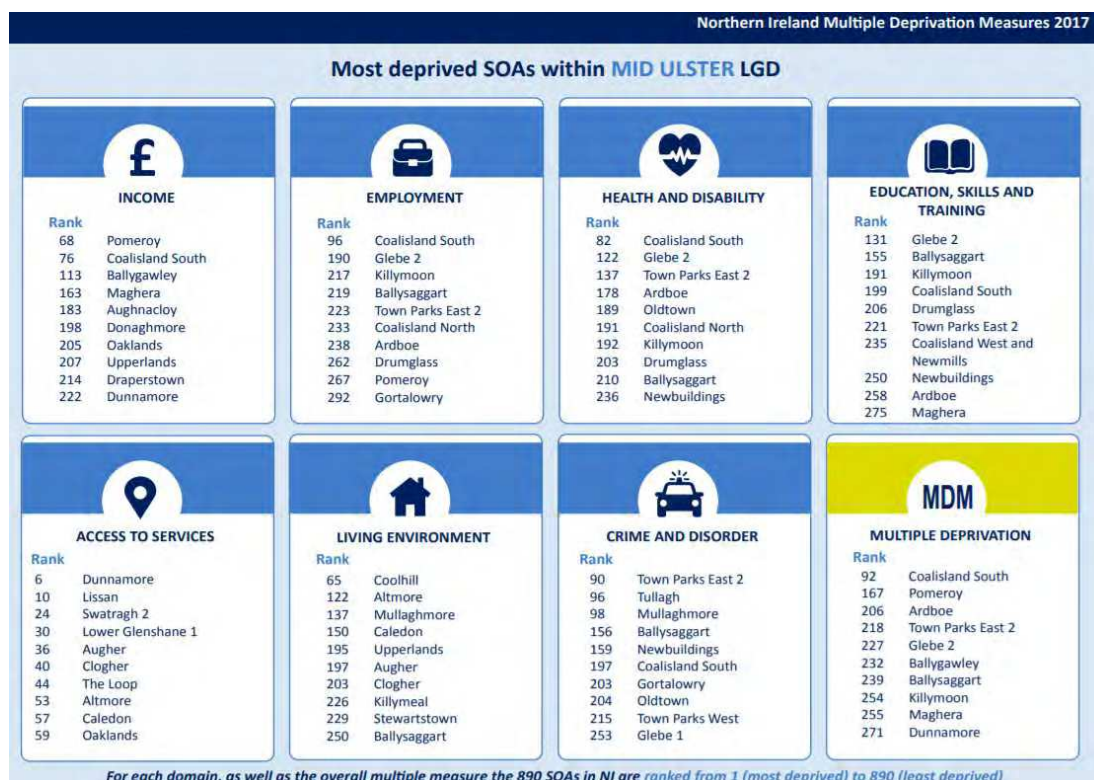 Northern Ireland Multiple Deprivation Measures 2017
Most deprived SOAs within MID ULSTER LGD
£
INCOME
Rank
68 Pomeroy
76 Coalisland South
113 Ballygawley
163 Maghera
183 Aughnacloy
198 Donaghmore
205 Oaklands
207 Upperlands
214 Draperstown
222 Dunnamore
EMPLOYMENT
Rank
96 Coalisland South
190 Glebe 2
217 Killymoon
219 Ballysaggart
223 Town Parks East 2
233 Coalisland North
238 Ardboe
262 Drumglass
267 Pomeroy
292 Gortalowry
HEALTH AND DISABILITY
Rank
82 Coalisland South
122 Glebe 2
137 Town Parks East 2
178 Ardboe
189 Oldtown
191 Coalisland North
192 Killymoon
203 Drumglass
210 Ballysaggart
236 Newbuildings
EDUCATION, SKILLS AND
TRAINING
Rank
131 Glebe 2
155 Ballysaggart
191 Killymoon
199 Coalisland South
206 Drumglass
221 Town Parks East 2
235 Coalisland West and
Newmills
250 Newbuildings
258 Ardboe
275 Maghera
ACCESS TO SERVICES
Rank
6 Dunnamore
10 Lissan
24 Swatragh 2
30 Lower Glenshane 1
36 Augher
40 Clogher
44 The Loop
53 Altmore
57 Caledon
59 Oaklands
LIVING ENVIRONMENT
Rank
65 Coolhill
122 Altmore
137 Mullaghmore
150 Caledon
195 Upperlands
197 Augher
203 Clogher
226 Killymeal
229 Stewartstown
250 Ballysaggart
CRIME AND DISORDER
Rank
90 Town Parks East 2
96 Tullagh
98 Mullaghmore
156 Ballysaggart
159 Newbuildings
197 Coalisland South
203 Gortalowry
204 Oldtown
215 Town Parks West
253 Glebe 1
MDM
MULTIPLE DEPRIVATION
Rank
92 Coalisland South
167 Pomeroy
206 Ardboe
218 Town Parks East 2
227 Glebe 2
232 Ballygawley
239 Ballysaggart
254 Killymoon
255 Maghera
271 Dunnamore
For each domain, as well as the overall multiple measure the 890 SOAs in NI are ranked from 1 (most deprived) to 890 (least deprived)